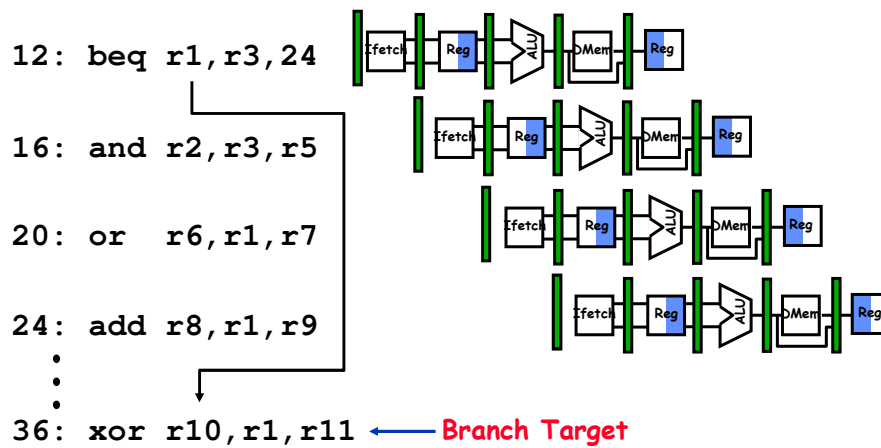 12: beq r1,r3,24
Ifetch Reg ALU DMem Reg
16: and r2,r3,r5
Ifetch Reg ALU DMem Reg
20: or r6,r1,r7
Ifetch Reg ALU DMem Reg
24: add r8,r1,r9
Ifetch Reg ALU DMem Reg
36: xor r10,r1,r11
Branch Target